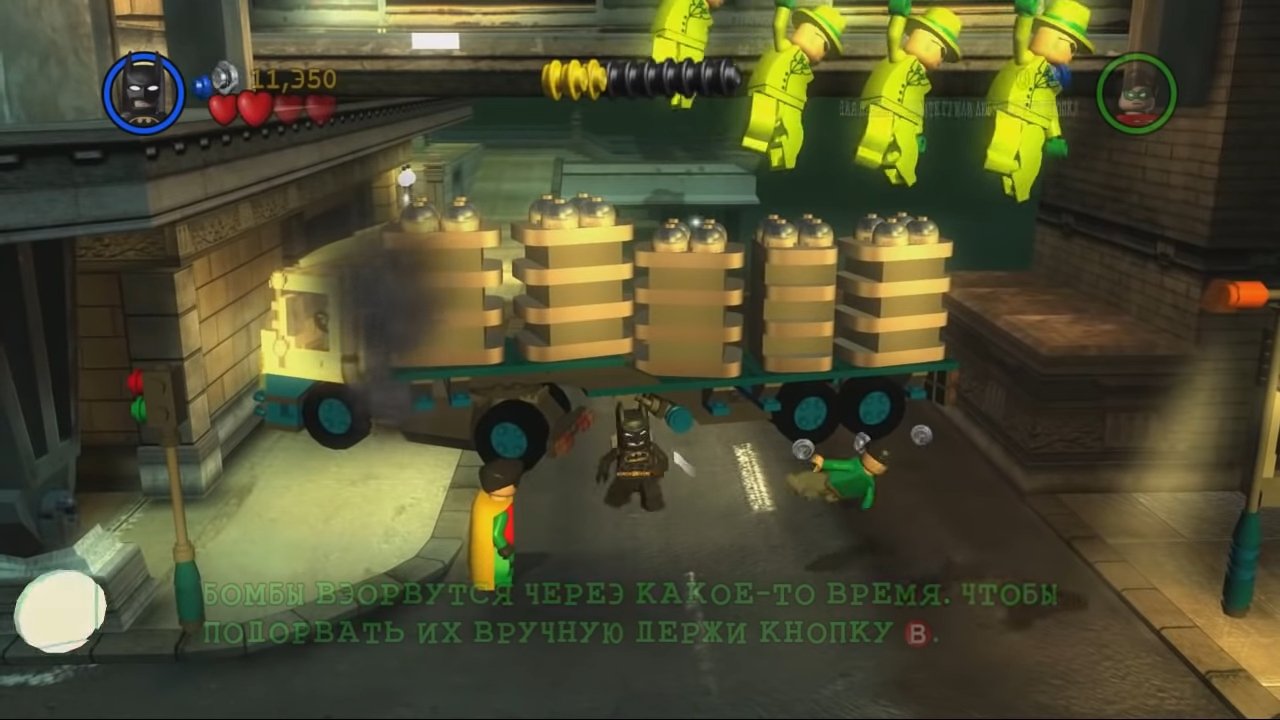 11,350
БОМБЫ ВЗОРВУТСЯ ЧЕРЕЗ КАКОЕ-ТО ВРЕМЯ. ЧТОБЫ
ПОДОРВАТЬ ИХ ВРУЧНУЮ ДЕРЖИ КНОПКУ B.